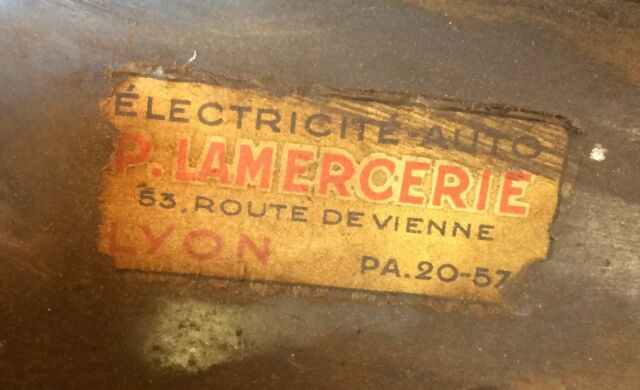 ÉLECTRICITÉ-AUTO
P. LAMERCERIE
53, ROUTE DE VIENNE
LYON
PA. 20-57